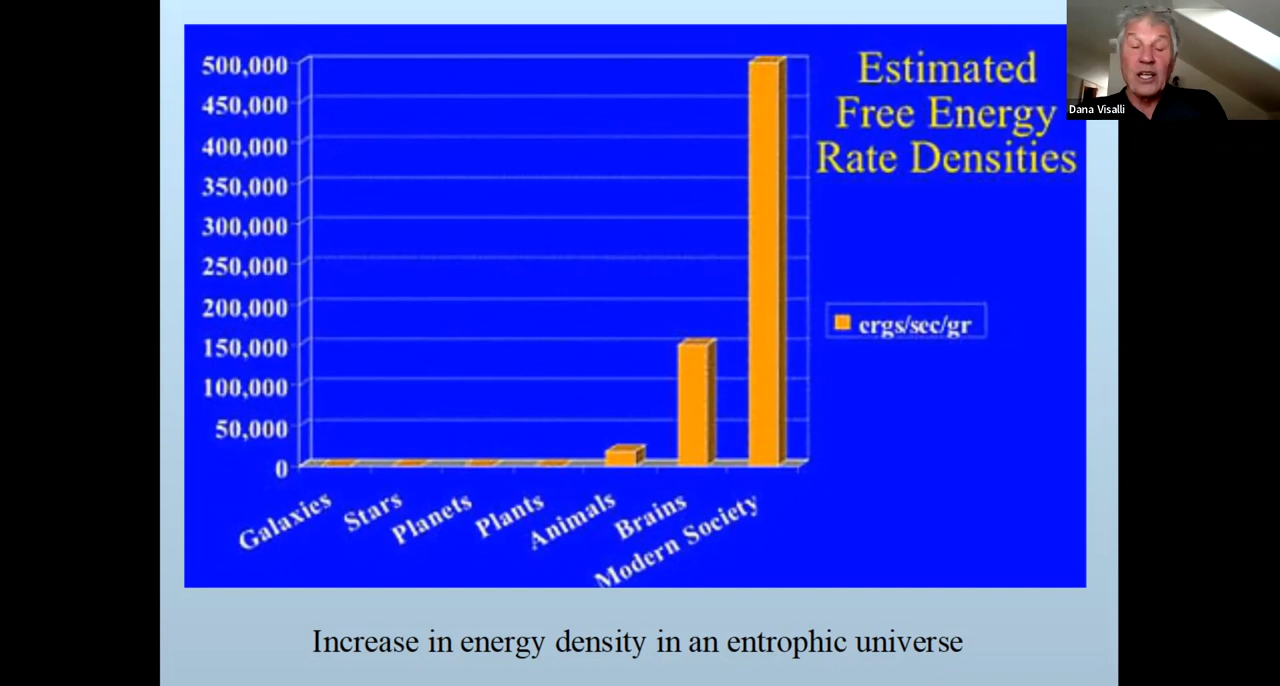 500,000
450,000
400,000
350,000
300,000
250,000
200,000
150,000
100,000
50,000
0
Galaxies
Stars
Planets
Plants
Animals
Brains
Modern Society
Estimated
Free Energy
Rate Densities
ergs/sec/gr
Dana Visalli
Increase in energy density in an entrophic universe